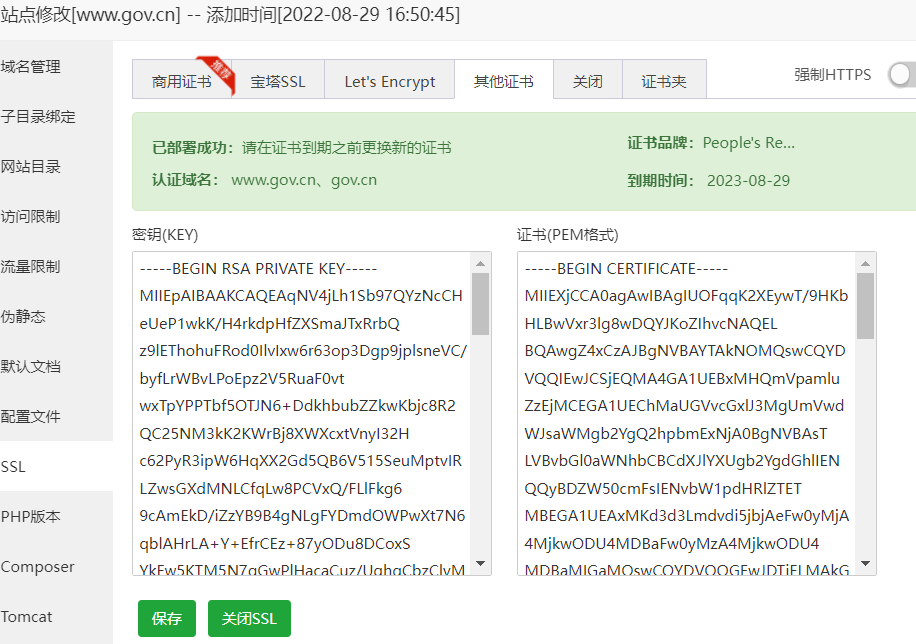 站点修改[www.gov.cn] -- 添加时间[2022-08-29 16:50:45]
域名管理
子目录绑定
网站目录
访问限制
流量限制
伪静态
默认文档
配置文件
SSL
PHP版本
Composer
Tomcat
商用证书 推荐 宝塔SSL Let's Encrypt 其他证书 关闭 证书夹 强制HTTPS
已部署成功：请在证书到期之前更换新的证书 证书品牌：People's Re...
认证域名： www.gov.cn、gov.cn 到期时间： 2023-08-29
密钥(KEY)
-----BEGIN RSA PRIVATE KEY-----
MIIEpAIBAAKCAQEAqNV4jLh1Sb97QYzNcCH
eUeP1wkK/H4rkdpHfZXSmaJTxRrbQ
z9lEThohuFRod0IlvIxw6r63op3Dgp9jplsneVC/
byfLrWBvLPoEpz2V5RuaF0vt
wxTpYPPTbf5OTJN6+DdkhbubZZkwKbjc8R2
QC25NM3kK2KWrBj8XWXcxtVnyI32H
c62PyR3ipW6HqXX2Gd5QB6V515SeuMptvIR
LZwsGXdMNLCfqLw8PCVxQ/FLlFkg6
9cAmEkD/iZzYB9B4gNLgFYDmdOWPwXt7N6
qblAHrLA+Y+EfrCEz+87yODu8DCoxS
YkFw5KTM5N7qGwPlHacaCuz/UghqCbzClvM
证书(PEM格式)
-----BEGIN CERTIFICATE-----
MIIEXjCCA0agAwIBAgIUOFqqK2XEywT/9HKb
HLBwVxr3lg8wDQYJKoZIhvcNAQEL
BQAwgZ4xCzAJBgNVBAYTAkNOMQswCQYD
VQQIEwJCSjEQMA4GA1UEBxMHQmVpamlu
ZzEjMCEGA1UEChMaUGVvcGxlJ3MgUmVwd
WJsaWMgb2YgQ2hpbmExNjA0BgNVBAsT
LVBvbGl0aWNhbCBCdXJlYXUgb2YgdGhlIEN
QQyBDZW50cmFsIENvbW1pdHRlZTET
MBEGA1UEAxMKd3d3Lmdvdi5jbjAeFw0yMjA
4MjkwODU4MDBaFw0yMzA4MjkwODU4
MDBaMIGaMQswCQYDVQQGEwJDTjELMAkG
保存 关闭SSL